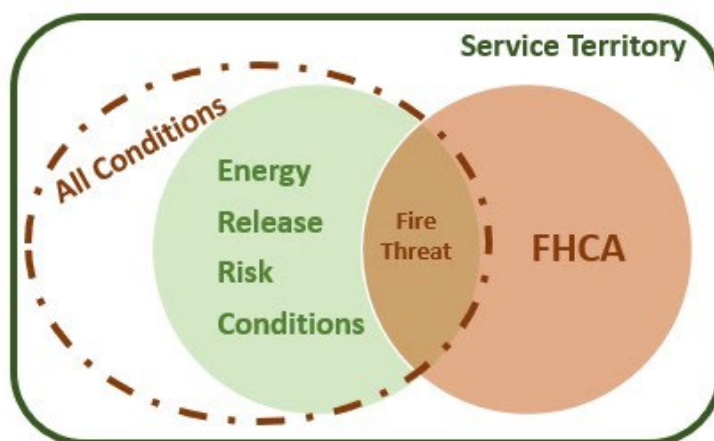 Service Territory
All Conditions
Energy
Release
Risk
Conditions
Fire
Threat
FHCA